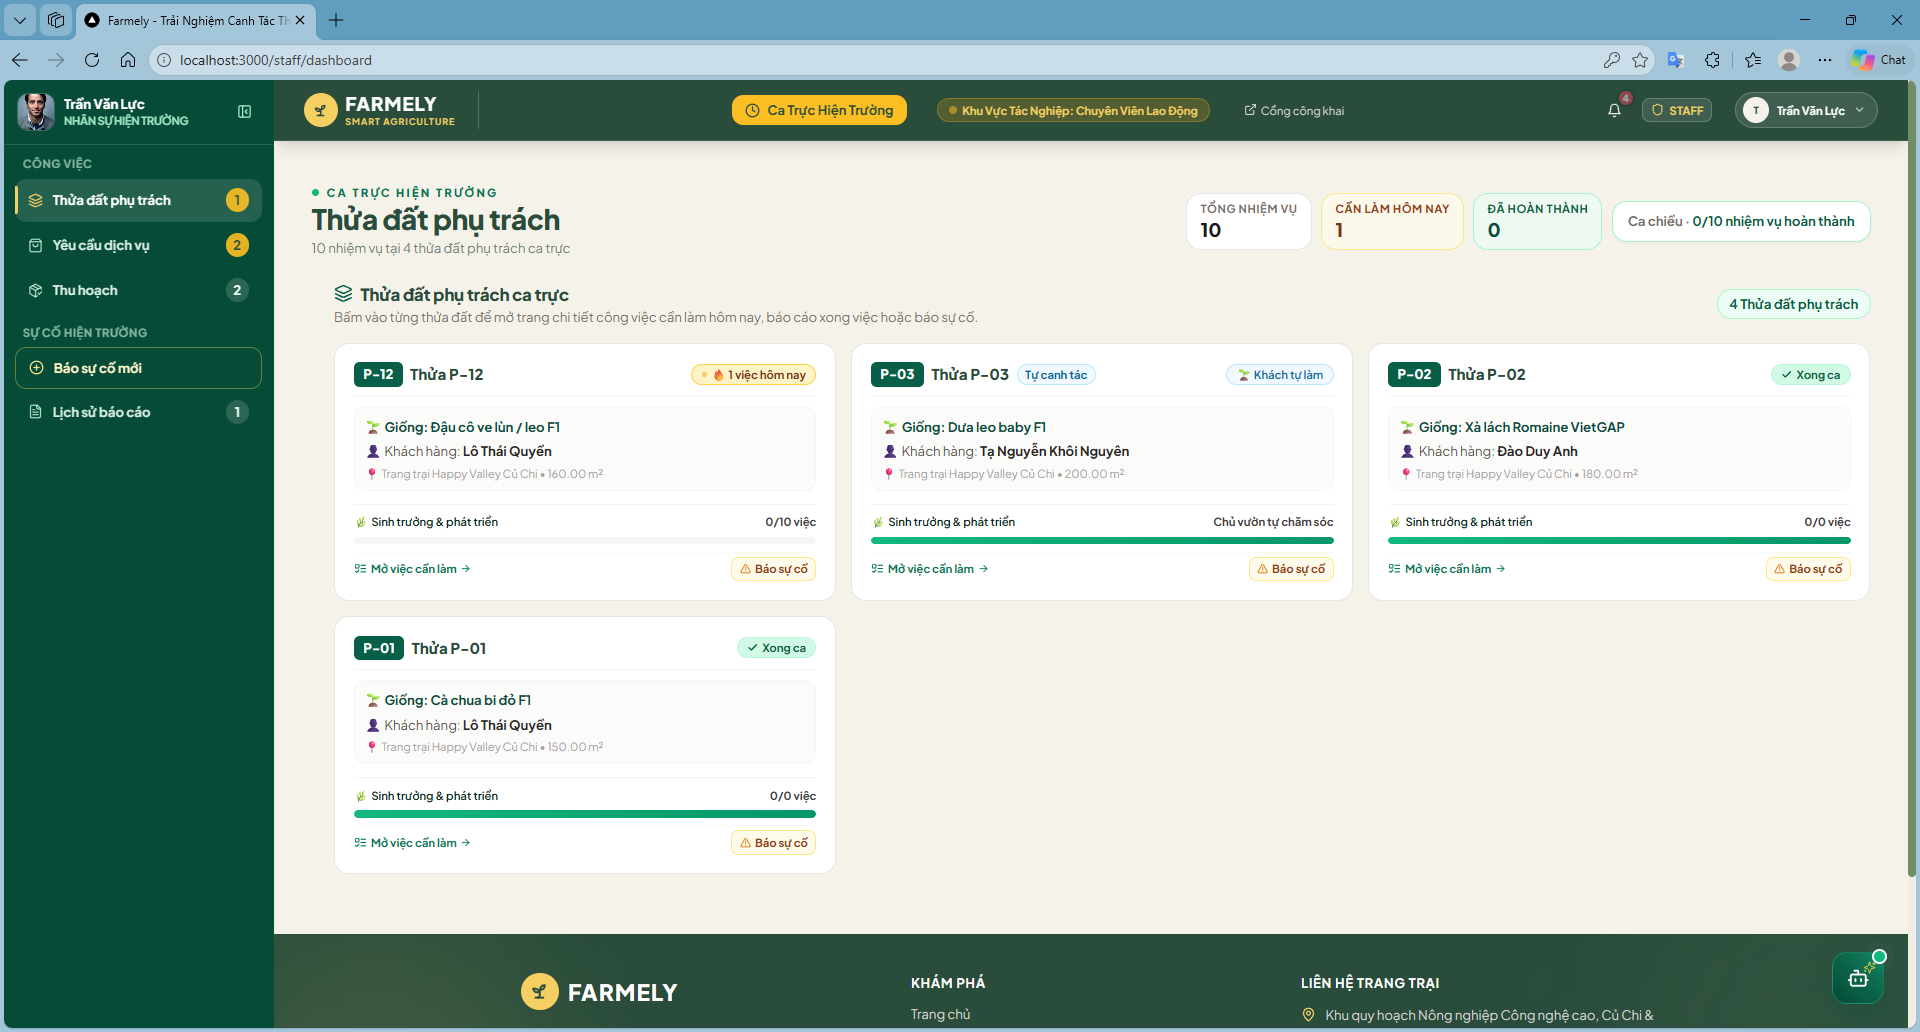 Farmely - Trải Nghiệm Canh Tác Th
localhost:3000/staff/dashboard
Chat
Trần Văn Lực
NHÂN SỰ HIỆN TRƯỜNG
FARMELY
SMART AGRICULTURE
Ca Trực Hiện Trường
Khu Vực Tác Nghiệp: Chuyên Viên Lao Động
Cổng công khai
4
STAFF
T
Trần Văn Lực
CÔNG VIỆC
Thửa đất phụ trách
1
Yêu cầu dịch vụ
2
Thu hoạch
2
SỰ CỐ HIỆN TRƯỜNG
Báo sự cố mới
Lịch sử báo cáo
1
CA TRỰC HIỆN TRƯỜNG
Thửa đất phụ trách
10 nhiệm vụ tại 4 thửa đất phụ trách ca trực
TỔNG NHIỆM VỤ
10
CẦN LÀM HÔM NAY
1
ĐÃ HOÀN THÀNH
0
Ca chiều · 0/10 nhiệm vụ hoàn thành
Thửa đất phụ trách ca trực
Bấm vào từng thửa đất để mở trang chi tiết công việc cần làm hôm nay, báo cáo xong việc hoặc báo sự cố.
4 Thửa đất phụ trách
P-12 Thửa P-12
1 việc hôm nay
Giống: Đậu cô ve lùn / leo F1
Khách hàng: Lô Thái Quyền
Trang trại Happy Valley Củ Chi • 160.00 m²
Sinh trưởng & phát triển
0/10 việc
Mở việc cần làm →
Báo sự cố
P-03 Thửa P-03 Tự canh tác
Khách tự làm
Giống: Dưa leo baby F1
Khách hàng: Tạ Nguyễn Khôi Nguyên
Trang trại Happy Valley Củ Chi • 200.00 m²
Sinh trưởng & phát triển
Chủ vườn tự chăm sóc
Mở việc cần làm →
Báo sự cố
P-02 Thửa P-02
Xong ca
Giống: Xà lách Romaine VietGAP
Khách hàng: Đào Duy Anh
Trang trại Happy Valley Củ Chi • 180.00 m²
Sinh trưởng & phát triển
0/0 việc
Mở việc cần làm →
Báo sự cố
P-01 Thửa P-01
Xong ca
Giống: Cà chua bi đỏ F1
Khách hàng: Lô Thái Quyền
Trang trại Happy Valley Củ Chi • 150.00 m²
Sinh trưởng & phát triển
0/0 việc
Mở việc cần làm →
Báo sự cố
FARMELY
KHÁM PHÁ
Trang chủ
LIÊN HỆ TRANG TRẠI
Khu quy hoạch Nông nghiệp Công nghệ cao, Củ Chi &